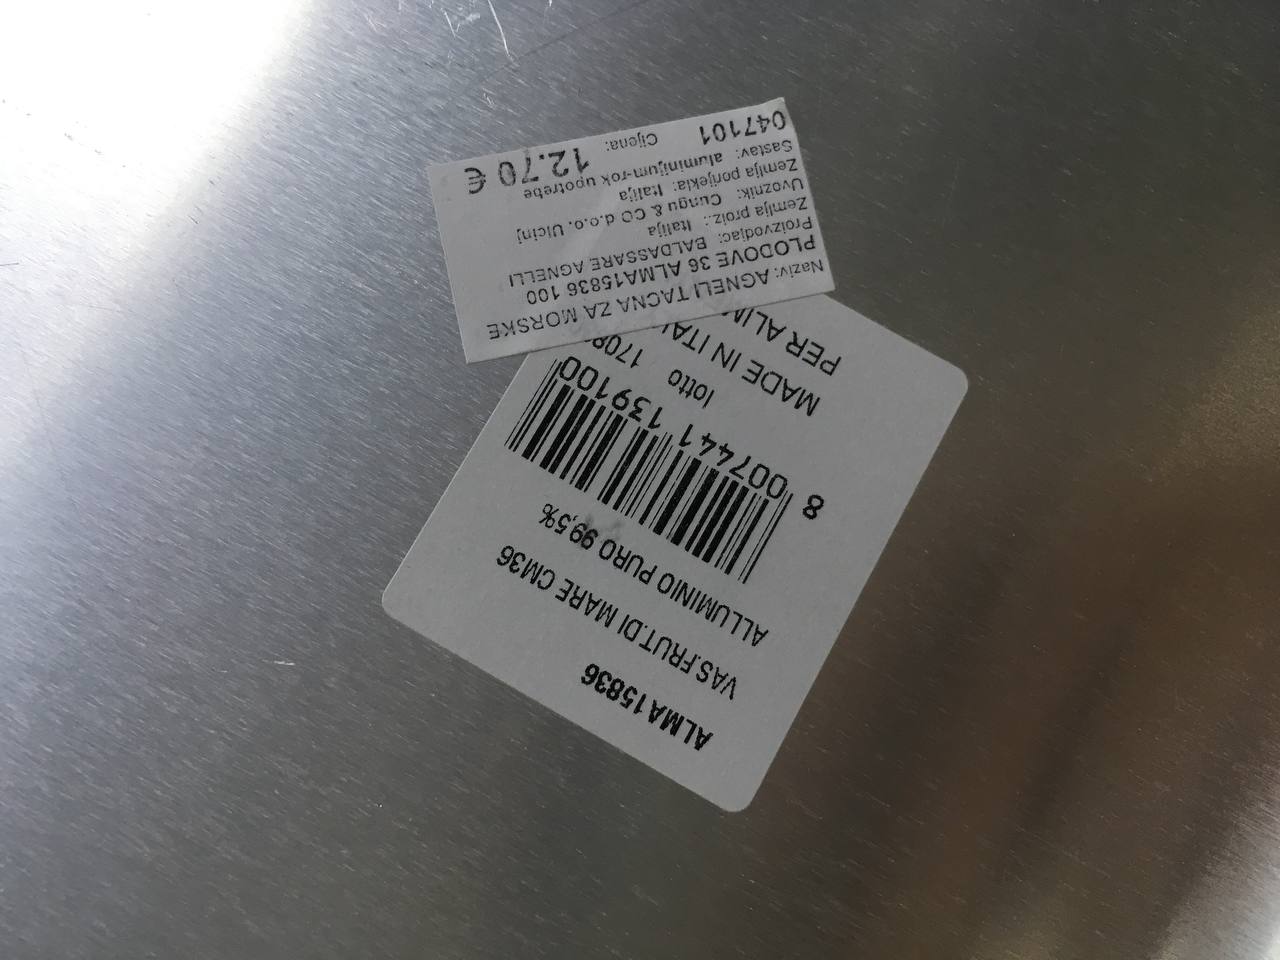 ALMA15836
VAS.FRUT.DI MARE CM36
ALLUMINIO PURO 99,5%
8 007441 139100
lotto
MADE IN
PER
Naziv: AGNELI TACNA ZA MORSKE
PLODOVE 36 ALMA15836 100
Proizvodjac: BALDASSARE AGNELLI
Zemlja proiz.: Italija
Uvoznik: Cungu & CO d.o.o. Ulcinj
Zemlja porijekla: Italija
Sastav: aluminijum-rok upotrebe
047101 Cijena: 12.70 €